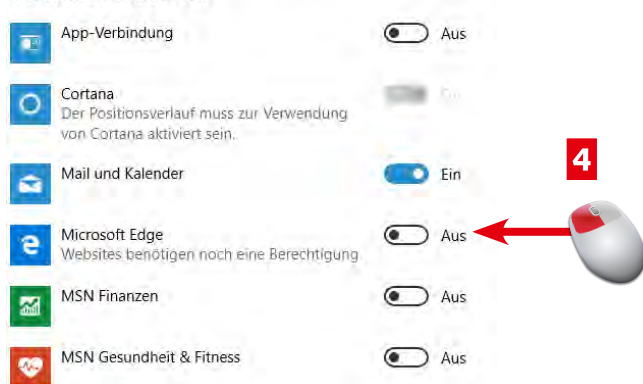 App-Verbindung
Aus
Cortana
Der Positionsverlauf muss zur Verwendung
von Cortana aktiviert sein.
Mail und Kalender
Ein
4
Microsoft Edge
Aus
Websites benötigen noch eine Berechtigung
MSN Finanzen
Aus
MSN Gesundheit & Fitness
Aus